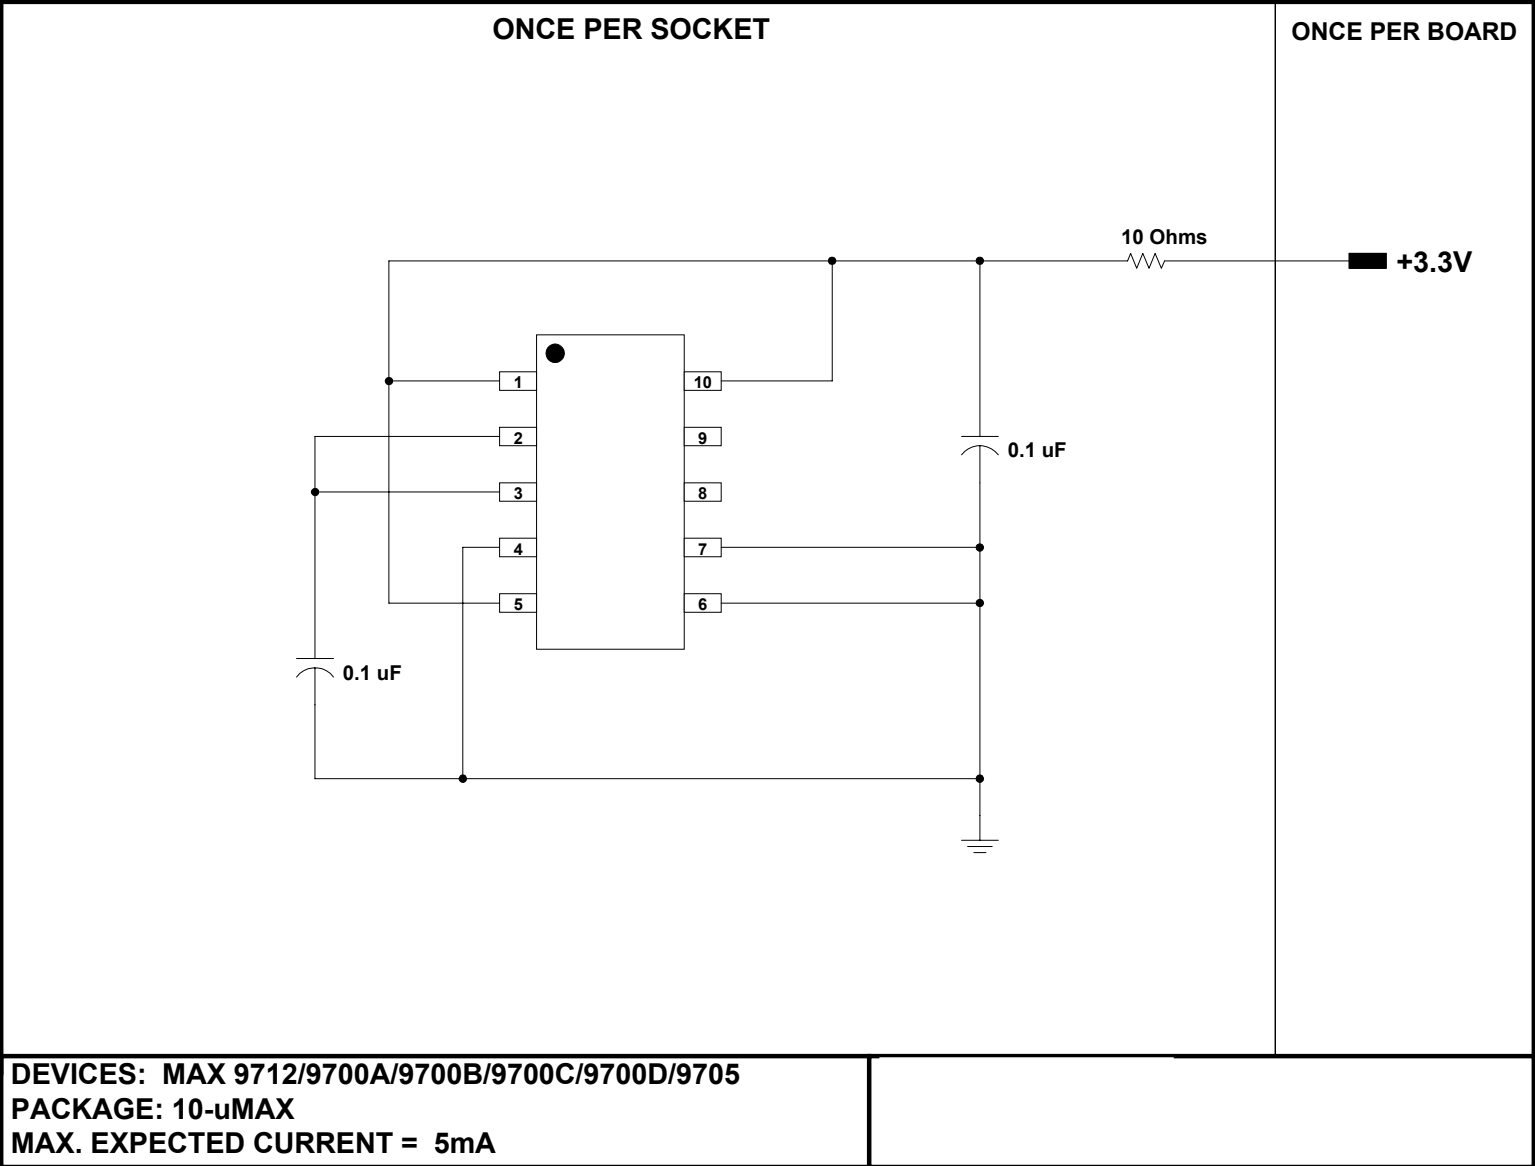 ONCE PER SOCKET
ONCE PER BOARD
10 Ohms
+3.3V
1
10
2
9
0.1 uF
3
8
4
7
5
6
0.1 uF
DEVICES:  MAX 9712/9700A/9700B/9700C/9700D/9705
PACKAGE: 10-uMAX
MAX. EXPECTED CURRENT =  5mA